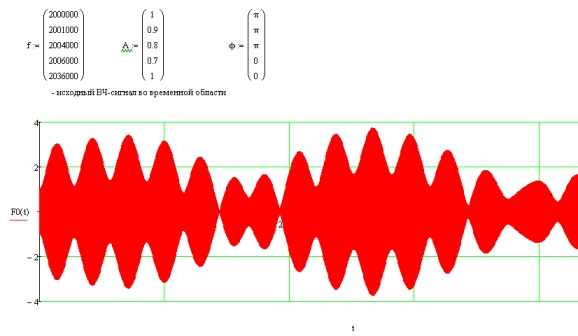 f := ( 2000000 2001000 2004000 2006000 2036000 ) A := ( 1 0.9 0.8 0.7 1 ) ϕ := ( π π π 0 0 )
- исходный ВЧ-сигнал во временной области
4
2
F0(t)
2
− 2
− 4
t